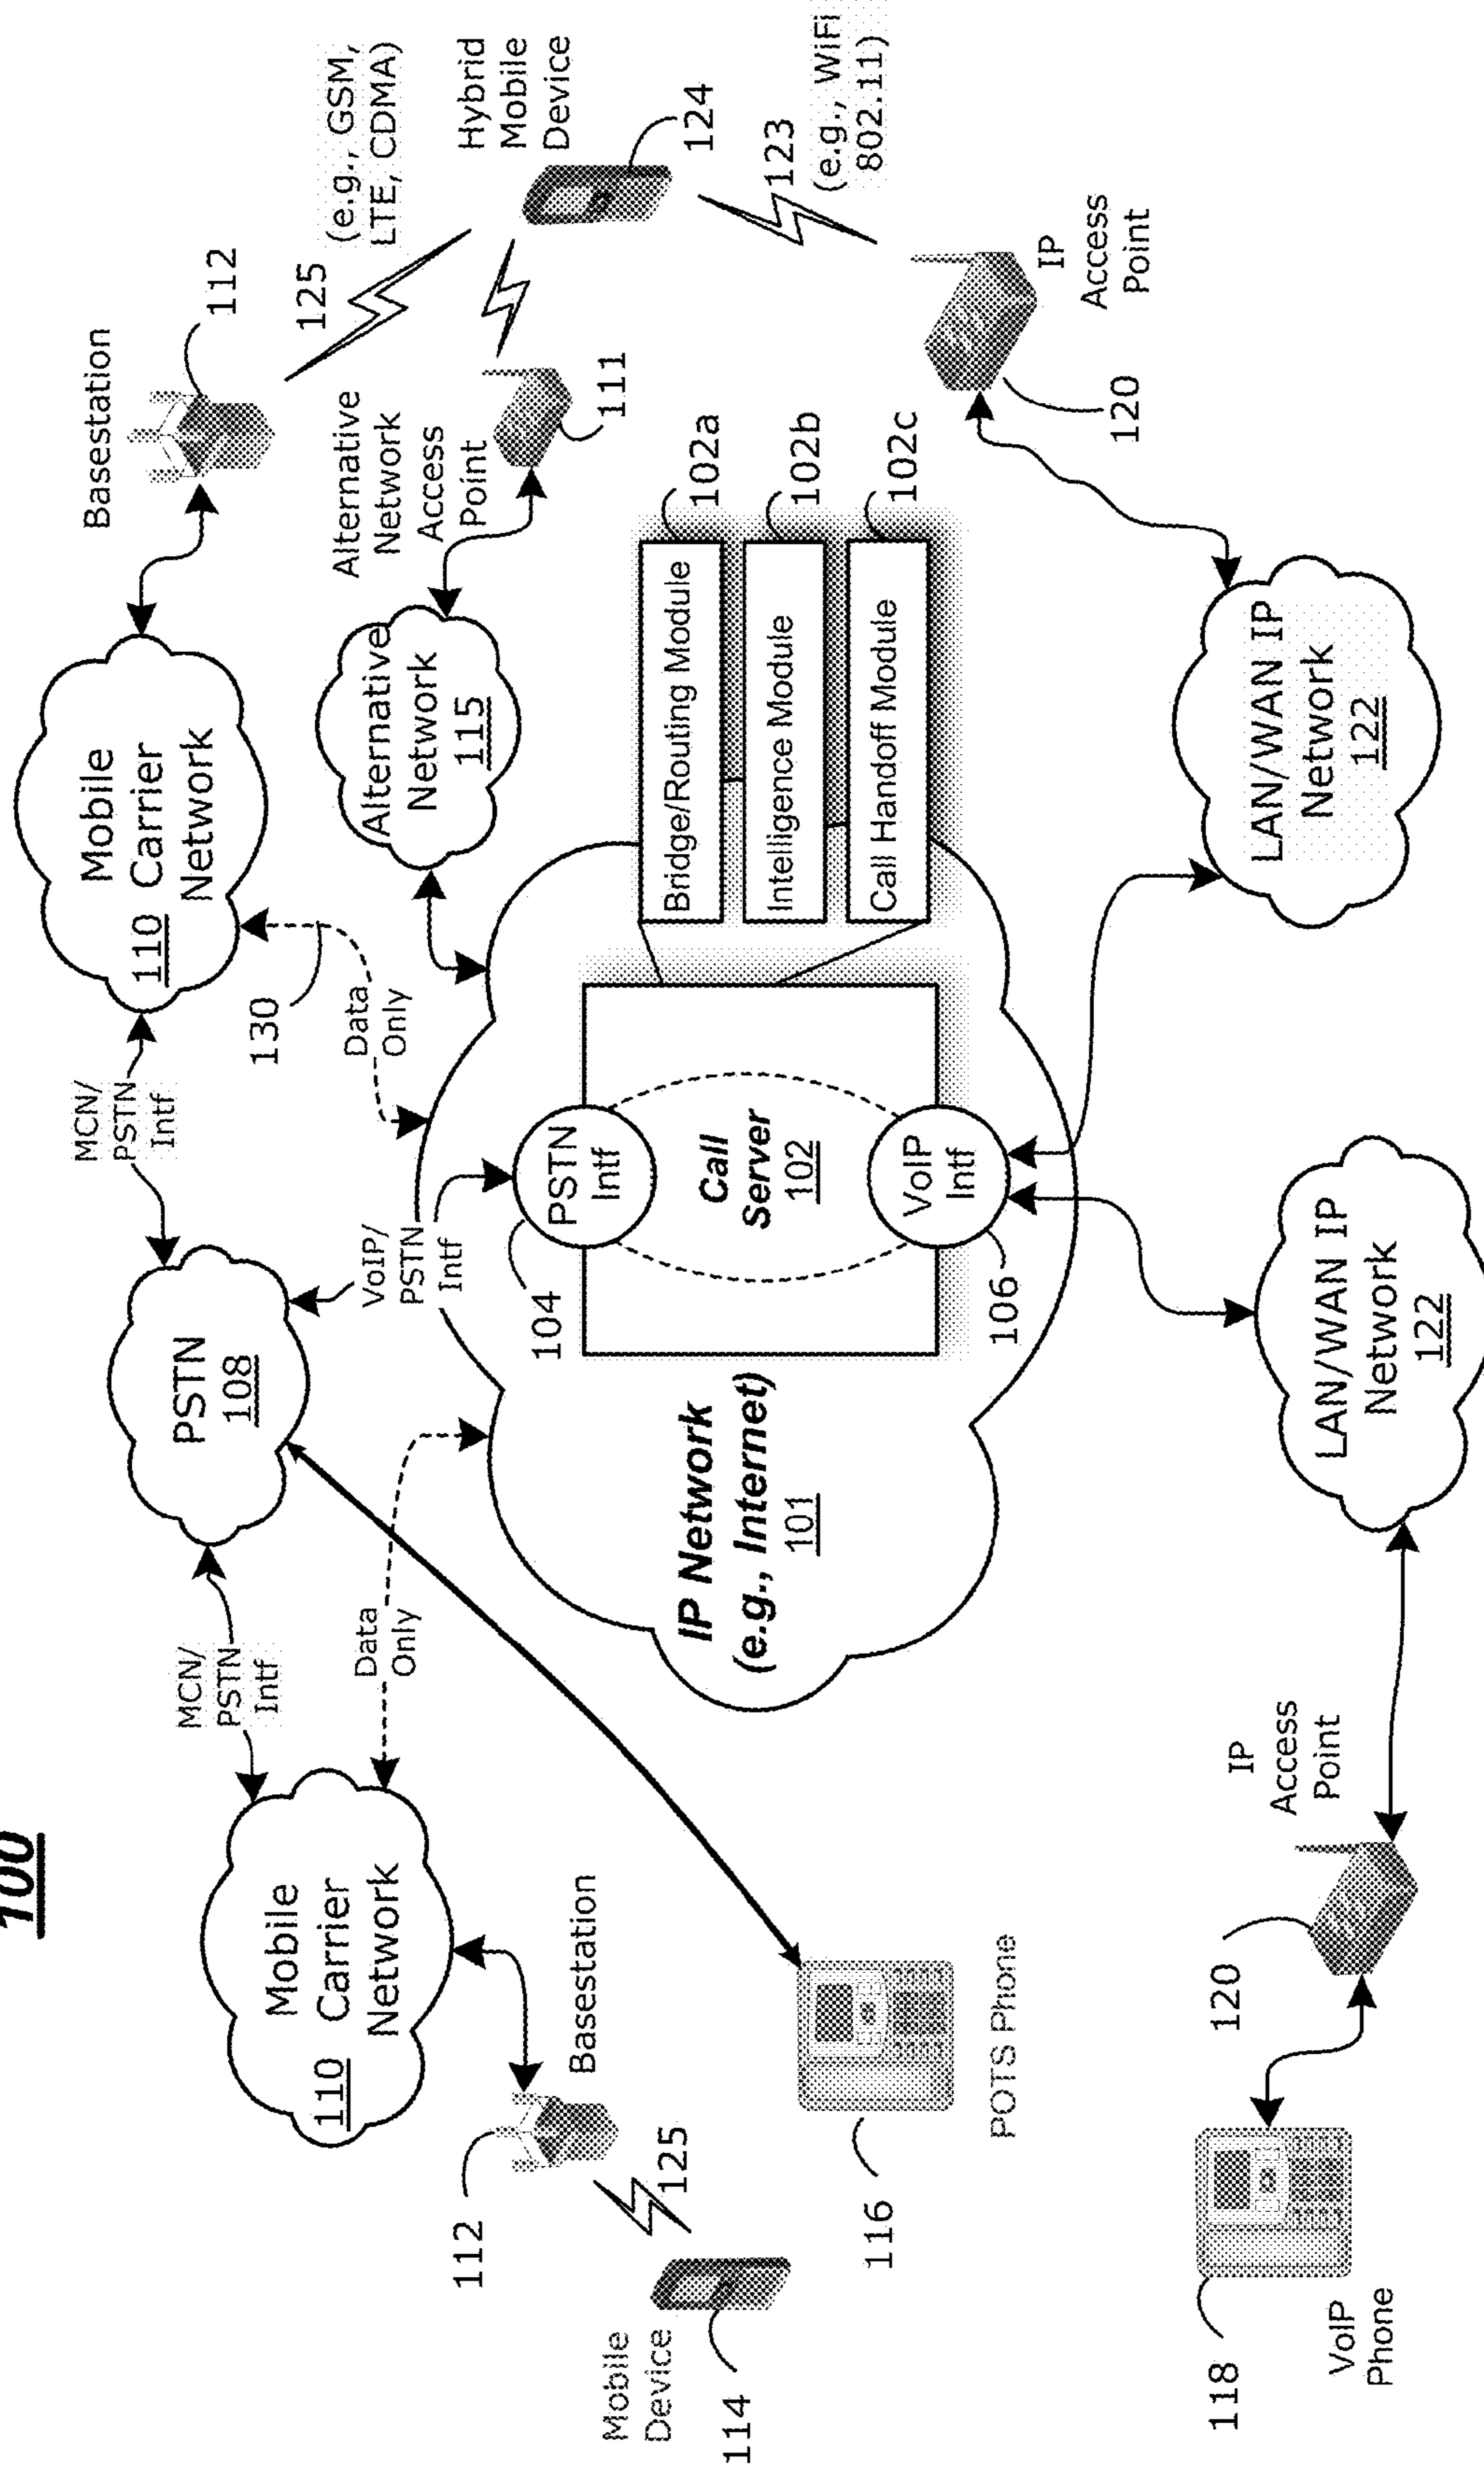 100
Mobile
Device
114
125
112
Basestation
Mobile
Carrier
Network
110
MCN/
PSTN
Intf
Data
Only
PSTN
108
MCN/
PSTN
Intf
VoIP/
PSTN
Intf
130
Data
Only
Mobile
Carrier
Network
110
Basestation
112
125
(e.g., GSM,
LTE, CDMA)
Hybrid
Mobile
Device
124
123
(e.g., WiFi
802.11)
Alternative
Network
115
Alternative
Network
Access
Point
111
116
POTS Phone
IP Network
(e.g., Internet)
101
104
PSTN
Intf
Call
Server
102
VoIP
Intf
106
Bridge/Routing Module
102a
Intelligence Module
102b
Call Handoff Module
102c
IP
Access
Point
120
118
VoIP
Phone
120
IP
Access
Point
LAN/WAN IP
Network
122
LAN/WAN IP
Network
122